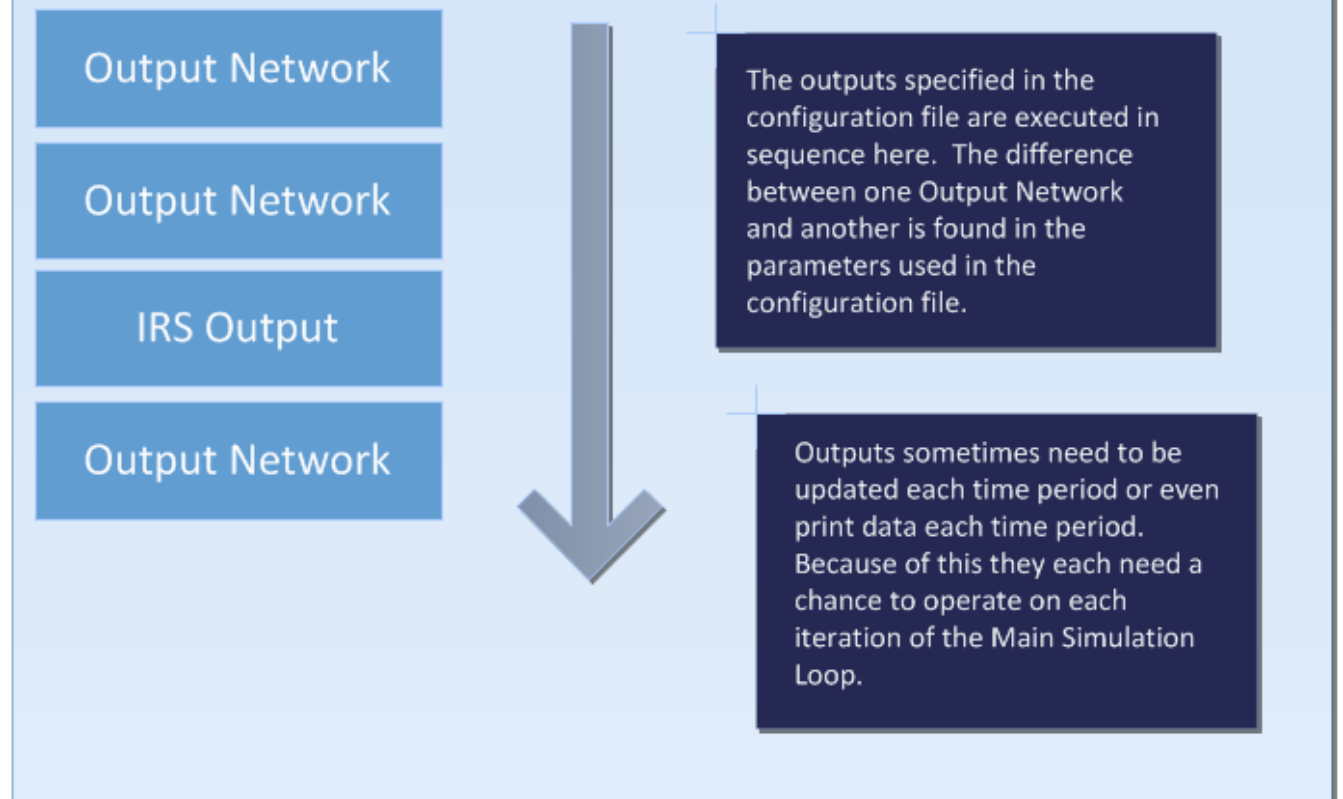 Output Network
Output Network
IRS Output
Output Network
The outputs specified in the
configuration file are executed in
sequence here.  The difference
between one Output Network
and another is found in the
parameters used in the
configuration file.
Outputs sometimes need to be
updated each time period or even
print data each time period.
Because of this they each need a
chance to operate on each
iteration of the Main Simulation
Loop.